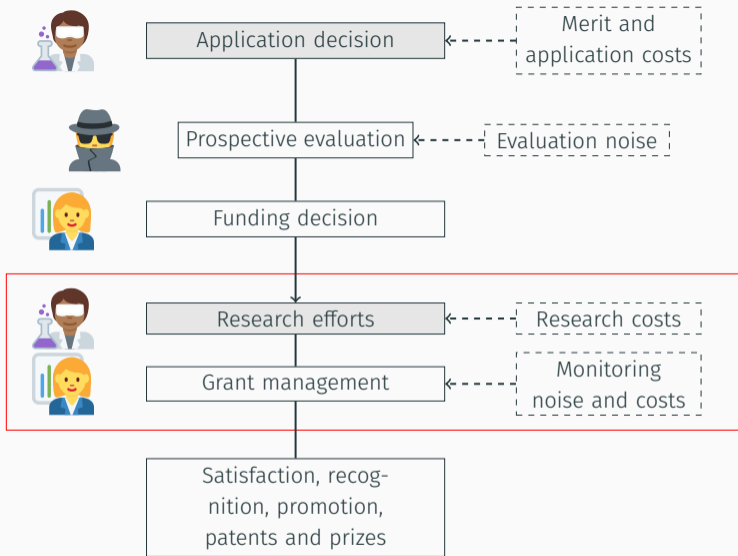 Application decision
Merit and
application costs
Prospective evaluation
Evaluation noise
Funding decision
Research efforts
Research costs
Grant management
Monitoring
noise and costs
Satisfaction, recog-
nition, promotion,
patents and prizes